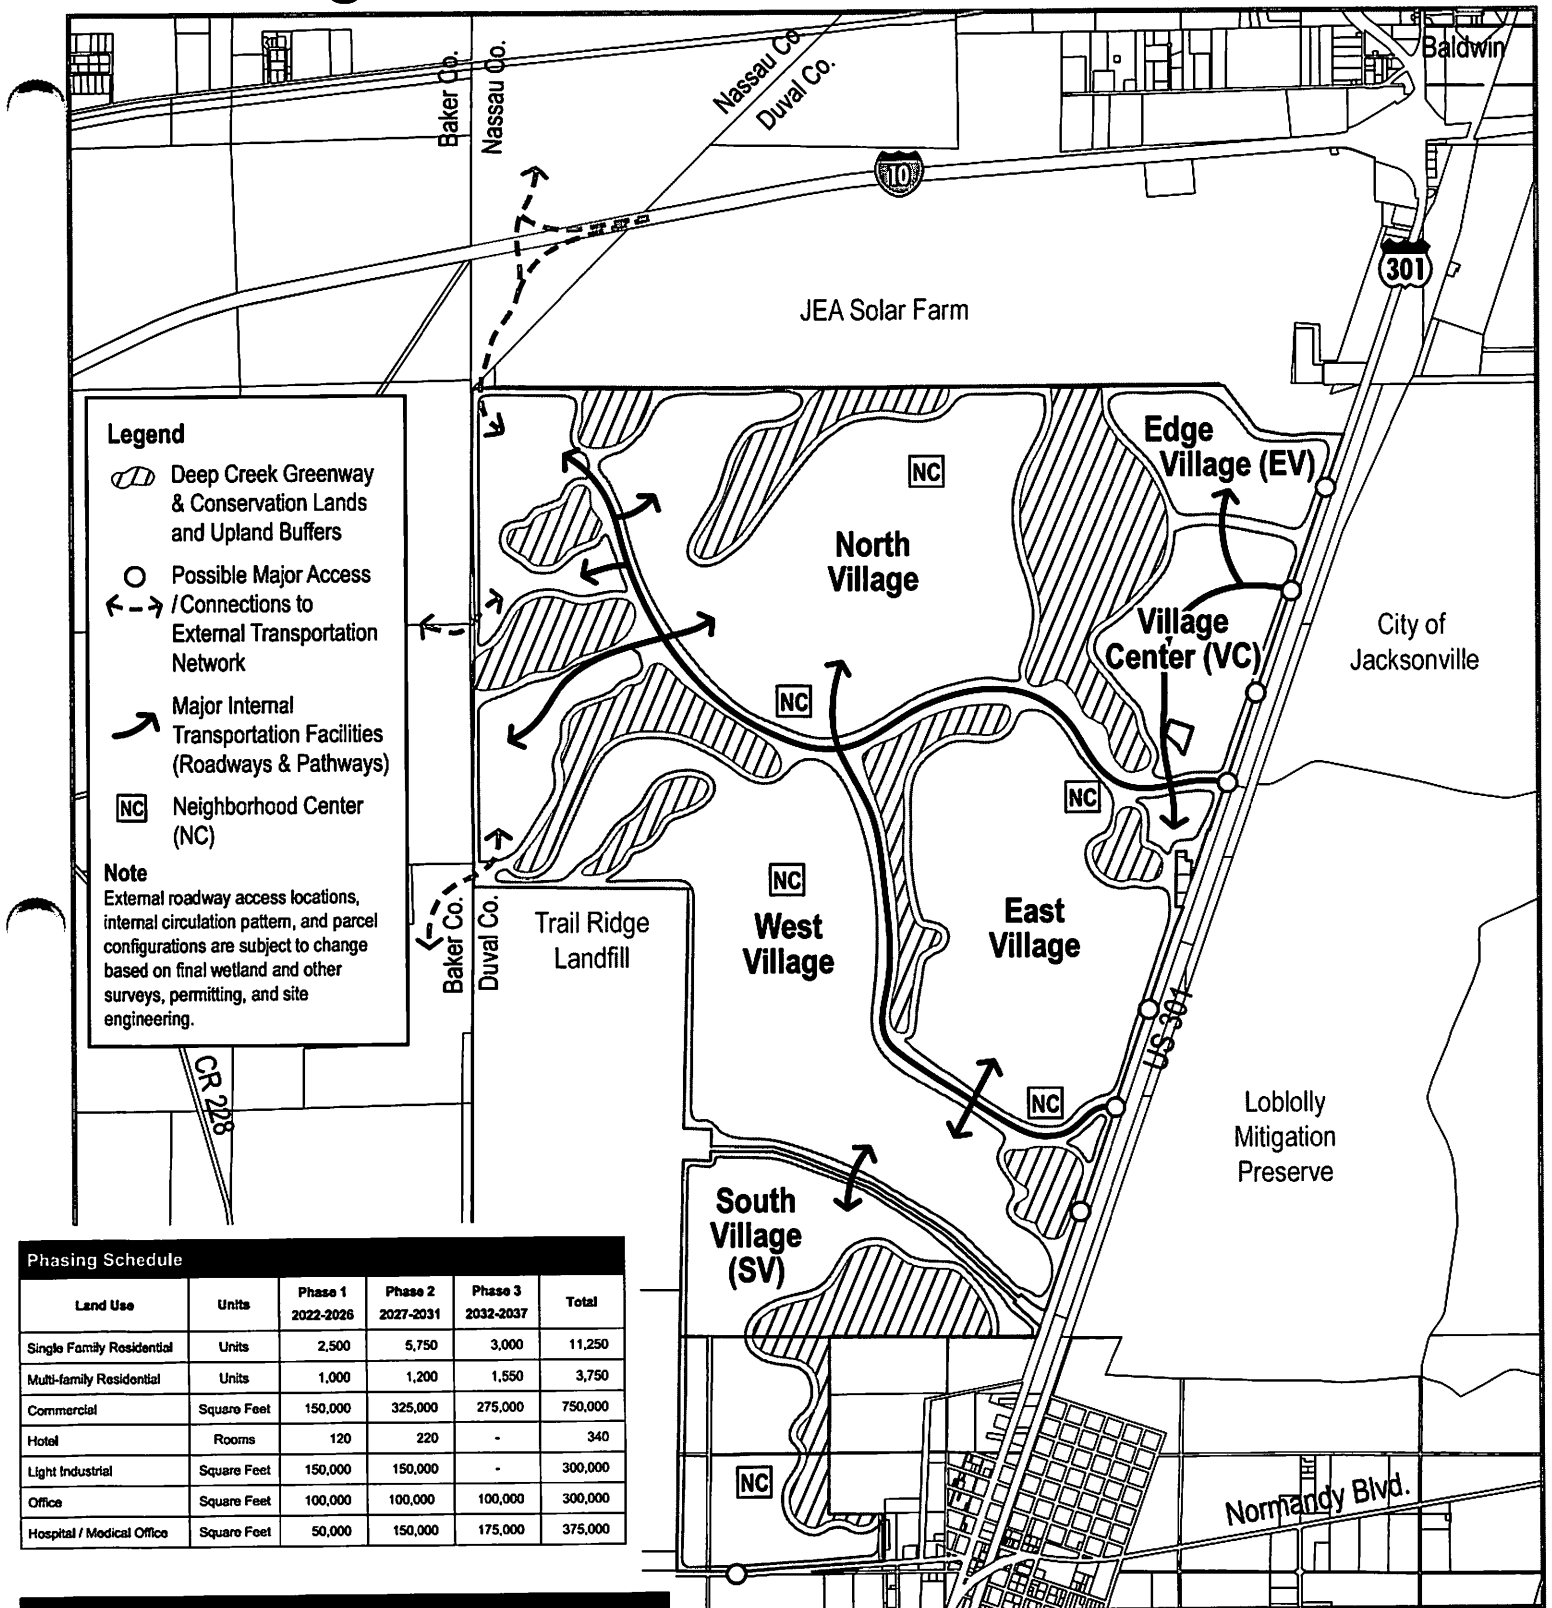 Baldwin
Baker Co.
Nassau Co.
Nassau Co.
Duval Co.
10
301
JEA Solar Farm
Legend
Deep Creek Greenway
& Conservation Lands
and Upland Buffers
Possible Major Access
/Connections to
External Transportation
Network
Major Internal
Transportation Facilities
(Roadways & Pathways)
NC Neighborhood Center
(NC)
Note
External roadway access locations,
internal circulation pattern, and parcel
configurations are subject to change
based on final wetland and other
surveys, permitting, and site
engineering.
Edge
Village (EV)
NC
North
Village
Village
Center (VC)
City of
Jacksonville
NC
NC
NC
West
Village
East
Village
Trail Ridge
Landfill
Baker Co.
Duval Co.
US 301
CR 228
NC
Loblolly
Mitigation
Preserve
South
Village
(SV)
NC
Normandy Blvd.
Phasing Schedule
Land Use Units Phase 1 2022-2026 Phase 2 2027-2031 Phase 3 2032-2037 Total
Single Family Residential Units 2,500 5,750 3,000 11,250
Multi-family Residential Units 1,000 1,200 1,550 3,750
Commercial Square Feet 150,000 325,000 275,000 750,000
Hotel Rooms 120 220 - 340
Light Industrial Square Feet 150,000 150,000 - 300,000
Office Square Feet 100,000 100,000 100,000 300,000
Hospital / Medical Office Square Feet 50,000 150,000 175,000 375,000